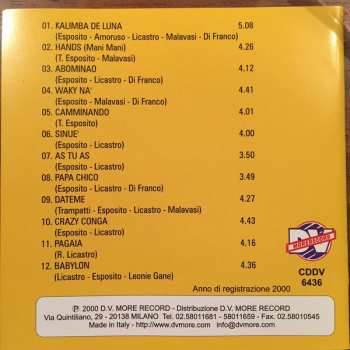 01. KALIMBA DE LUNA 5.08
(Esposito - Amoruso - Licastro - Malavasi - Di Franco)
02. HANDS (Mani Mani) 4.26
(T. Esposito - Malavasi)
03. ABOMINAO 4.12
(Esposito - Licastro - Di Franco)
04. WAKY NA' 4.41
(Esposito - Malavasi - Di Franco)
05. CAMMINANDO 4.01
(T. Esposito)
06. SINUE' 4.00
(Esposito - Licastro)
07. AS TU AS 3.50
(Esposito - Licastro)
08. PAPA CHICO 3.49
(Esposito - Licastro - Di Franco)
09. DATEME 4.27
(Trampatti - Esposito - Licastro - Malavasi)
10. CRAZY CONGA 4.43
(Esposito - Licastro)
11. PAGAIA 4.16
(R. Licastro)
12. BABYLON 4.36
(Licastro - Esposito - Leonie Gane)
DV
MORE RECORD
CDDV
6436
Anno di registrazione 2000
℗ 2000 D.V. MORE RECORD - Distribuzione D.V. MORE RECORD
Via Quintiliano, 29 - 20138 MILANO Tel. 02.58011681 - 02.58011659 - Fax. 02.58010545
Made in Italy - http://www.dvmore.com / info@dvmore.com